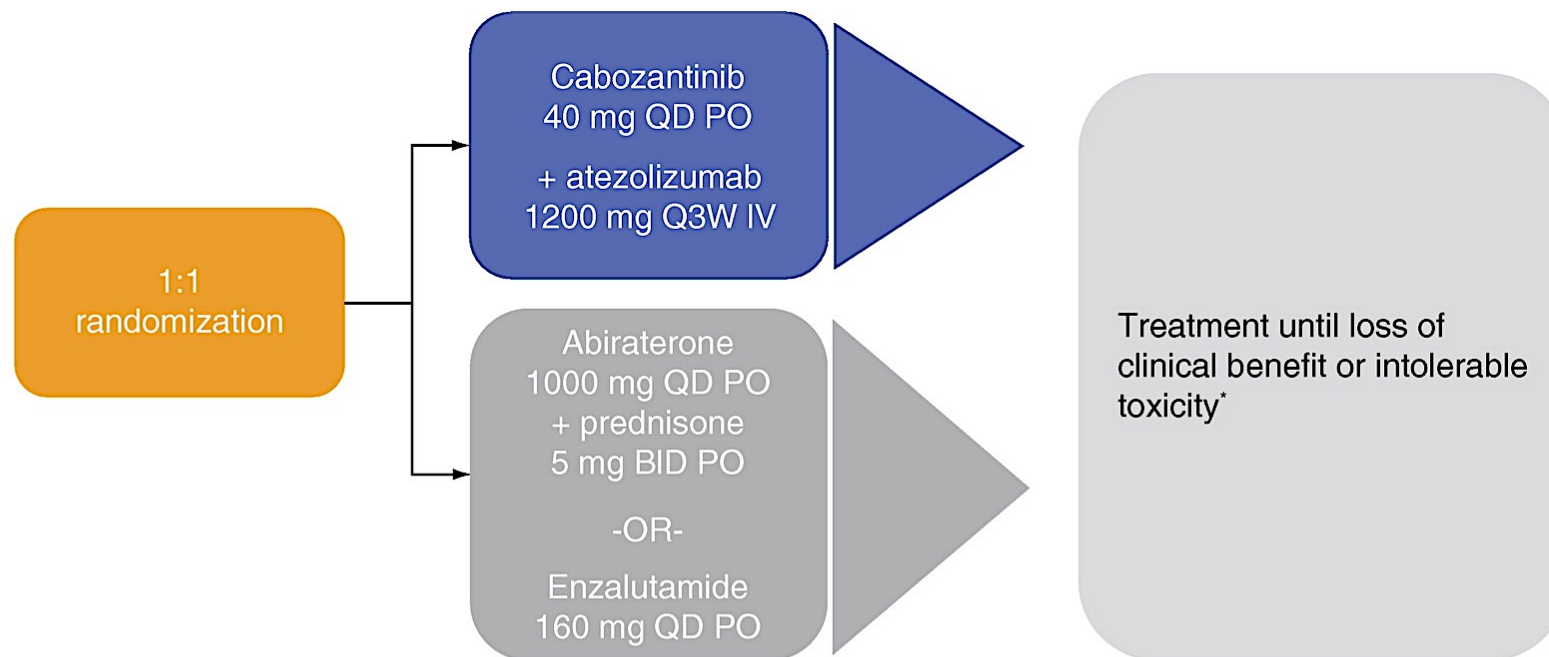 1:1
randomization
Cabozantinib
40 mg QD PO
+ atezolizumab
1200 mg Q3W IV
Abiraterone
1000 mg QD PO
+ prednisone
5 mg BID PO
-OR-
Enzalutamide
160 mg QD PO
Treatment until loss of
clinical benefit or intolerable
toxicity*